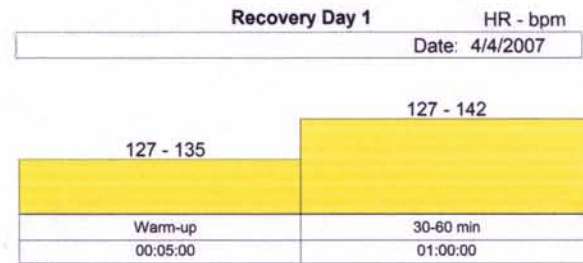 Recovery Day 1 HR - bpm
Date: 4/4/2007
127 - 142
127 - 135
Warm-up 30-60 min
00:05:00 01:00:00